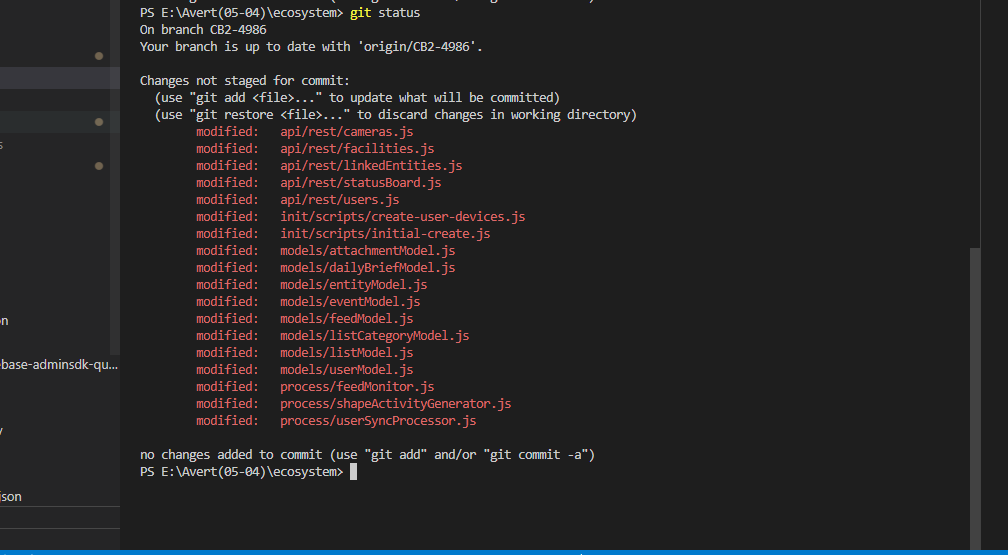 PS E:\Avert(05-04)\ecosystem> git status
On branch CB2-4986
Your branch is up to date with 'origin/CB2-4986'.
Changes not staged for commit:
(use "git add <file>..." to update what will be committed)
(use "git restore <file>..." to discard changes in working directory)
modified: api/rest/cameras.js
modified: api/rest/facilities.js
modified: api/rest/linkedEntities.js
modified: api/rest/statusBoard.js
modified: api/rest/users.js
modified: init/scripts/create-user-devices.js
modified: init/scripts/initial-create.js
modified: models/attachmentModel.js
modified: models/dailyBriefModel.js
modified: models/entityModel.js
modified: models/eventModel.js
modified: models/feedModel.js
modified: models/listCategoryModel.js
modified: models/listModel.js
modified: models/userModel.js
modified: process/feedMonitor.js
modified: process/shapeActivityGenerator.js
modified: process/userSyncProcessor.js
no changes added to commit (use "git add" and/or "git commit -a")
PS E:\Avert(05-04)\ecosystem>
s
on
base-adminsdk-qu...
y
json